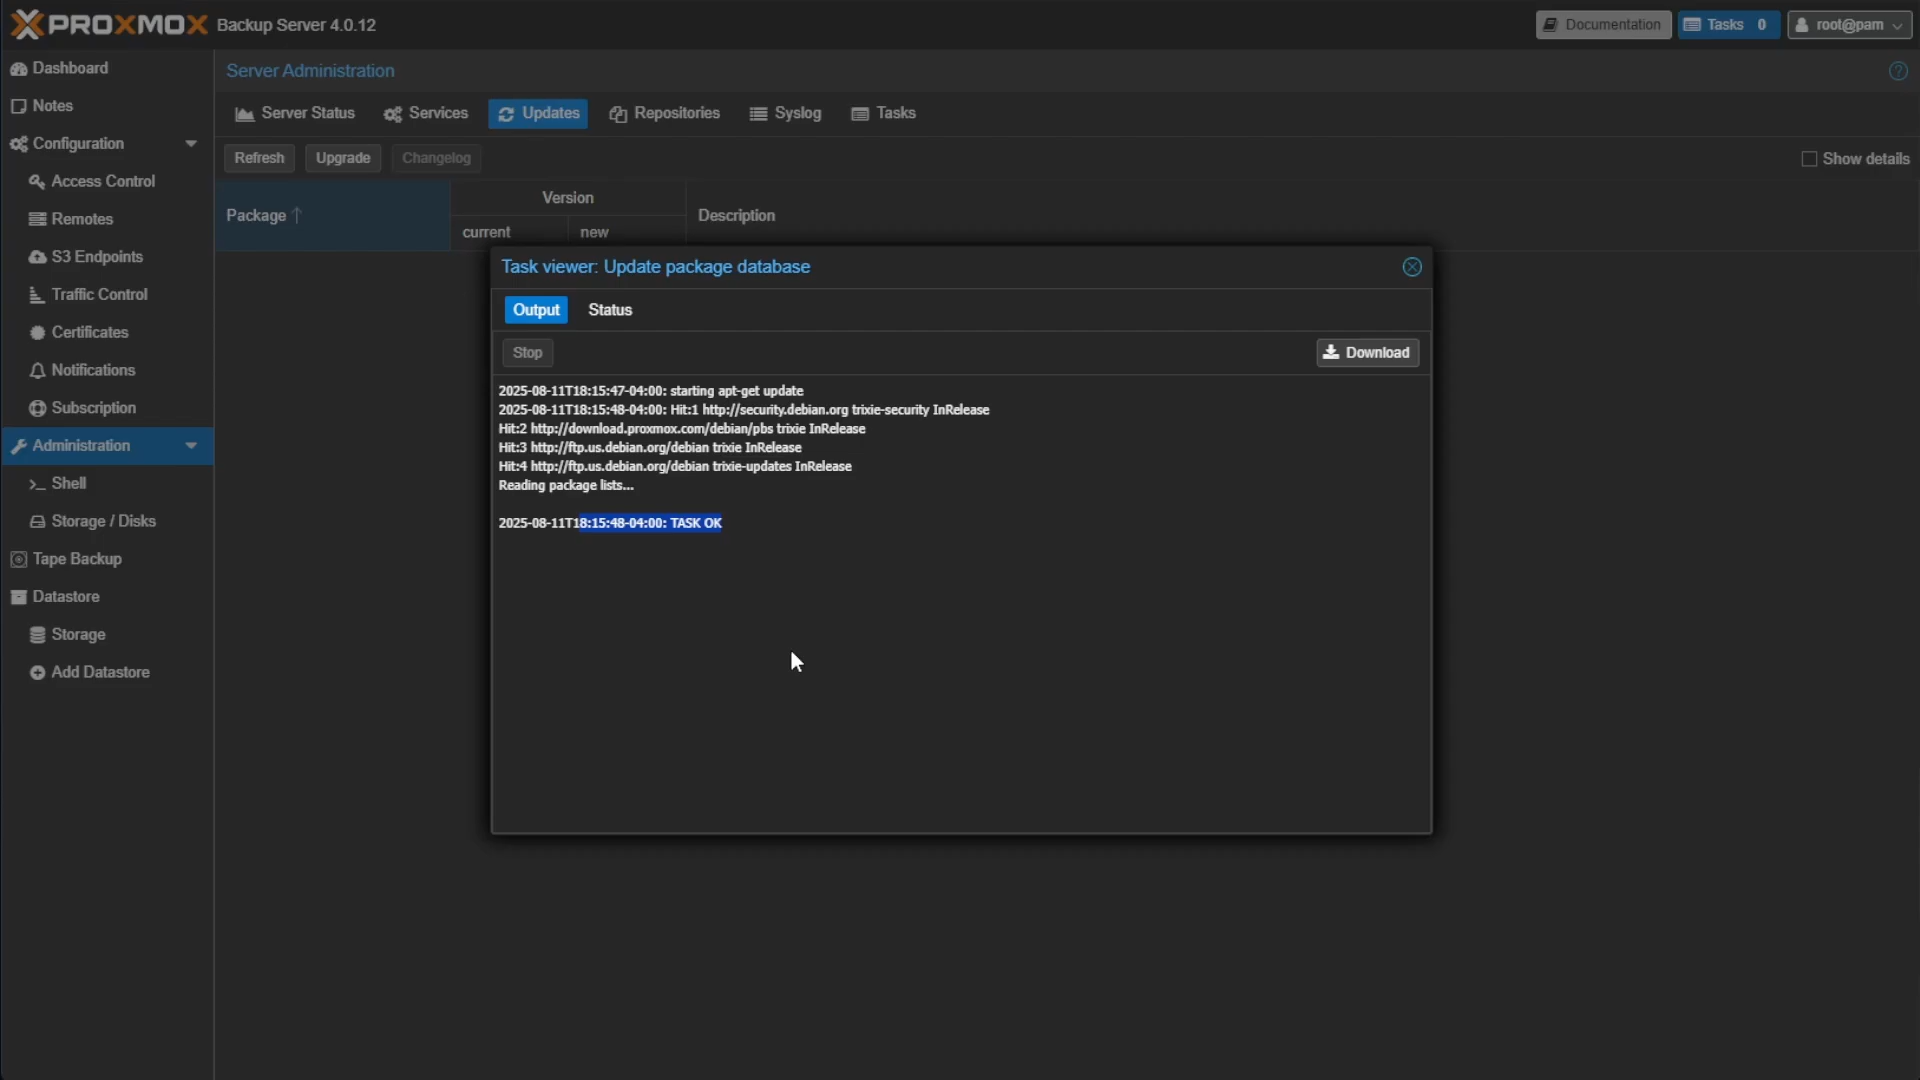 PROXMOX Backup Server 4.0.12
Documentation
Tasks 0
root@pam
Dashboard
Notes
Configuration
Access Control
Remotes
S3 Endpoints
Traffic Control
Certificates
Notifications
Subscription
Administration
Shell
Storage / Disks
Tape Backup
Datastore
Storage
Add Datastore
Server Administration
Server Status
Services
Updates
Repositories
Syslog
Tasks
Refresh
Upgrade
Changelog
Show details
Package
Version
current
new
Description
Task viewer: Update package database
Output
Status
Stop
Download
2025-08-11T18:15:47-04:00: starting apt-get update
2025-08-11T18:15:48-04:00: Hit:1 http://security.debian.org trixie-security InRelease
Hit:2 http://download.proxmox.com/debian/pbs trixie InRelease
Hit:3 http://ftp.us.debian.org/debian trixie InRelease
Hit:4 http://ftp.us.debian.org/debian trixie-updates InRelease
Reading package lists...
2025-08-11T18:15:48-04:00: TASK OK